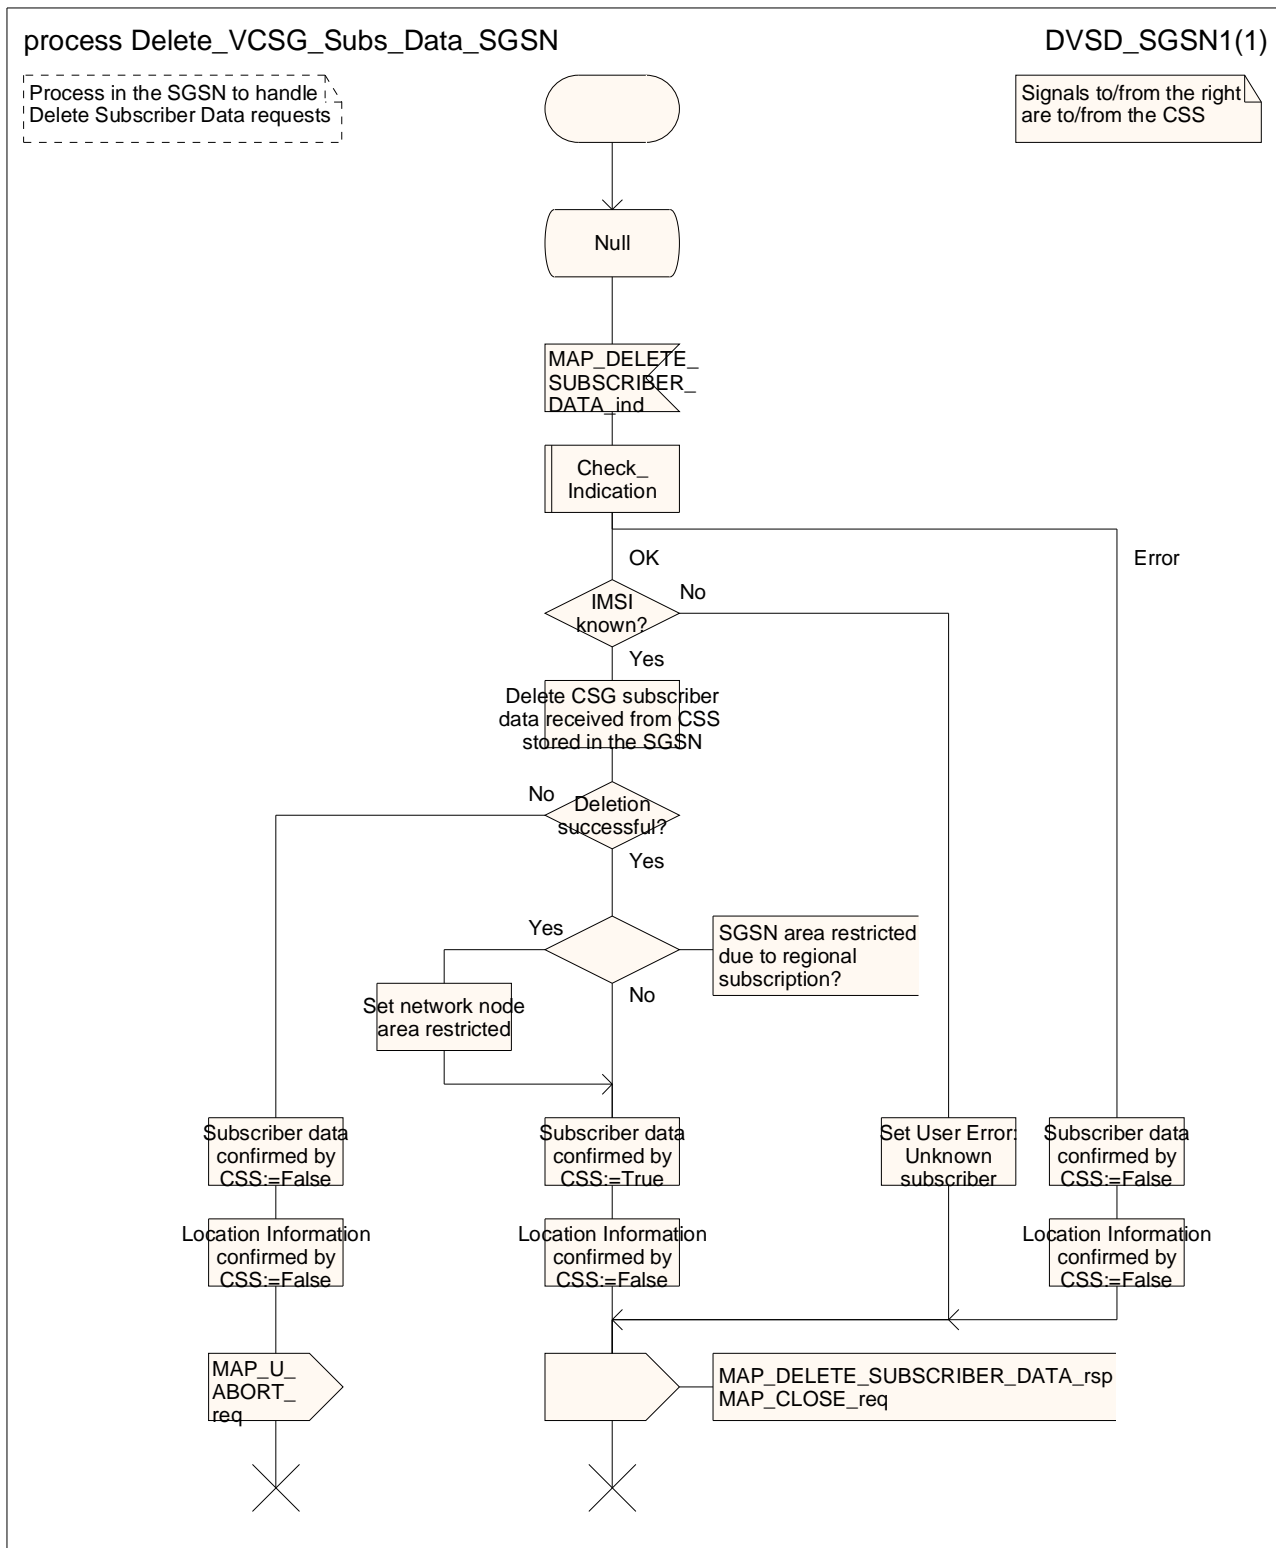 process Delete_VCSG_Subs_Data_SGSN
DVSD_SGSN1(1)
Process in the SGSN to handle
Delete Subscriber Data requests
Signals to/from the right
are to/from the CSS
Null
MAP_DELETE_
SUBSCRIBER_
DATA_ind
Check_
Indication
OK
Error
IMSI
known?
No
Yes
Delete CSG subscriber
data received from CSS
stored in the SGSN
No
Deletion
successful?
Yes
Yes
SGSN area restricted
due to regional
subscription?
No
Set network node
area restricted
Subscriber data
confirmed by
CSS:=False
Subscriber data
confirmed by
CSS:=True
Set User Error:
Unknown
subscriber
Subscriber data
confirmed by
CSS:=False
Location Information
confirmed by
CSS:=False
Location Information
confirmed by
CSS:=False
Location Information
confirmed by
CSS:=False
MAP_U_
ABORT_
req
MAP_DELETE_SUBSCRIBER_DATA_rsp
MAP_CLOSE_req